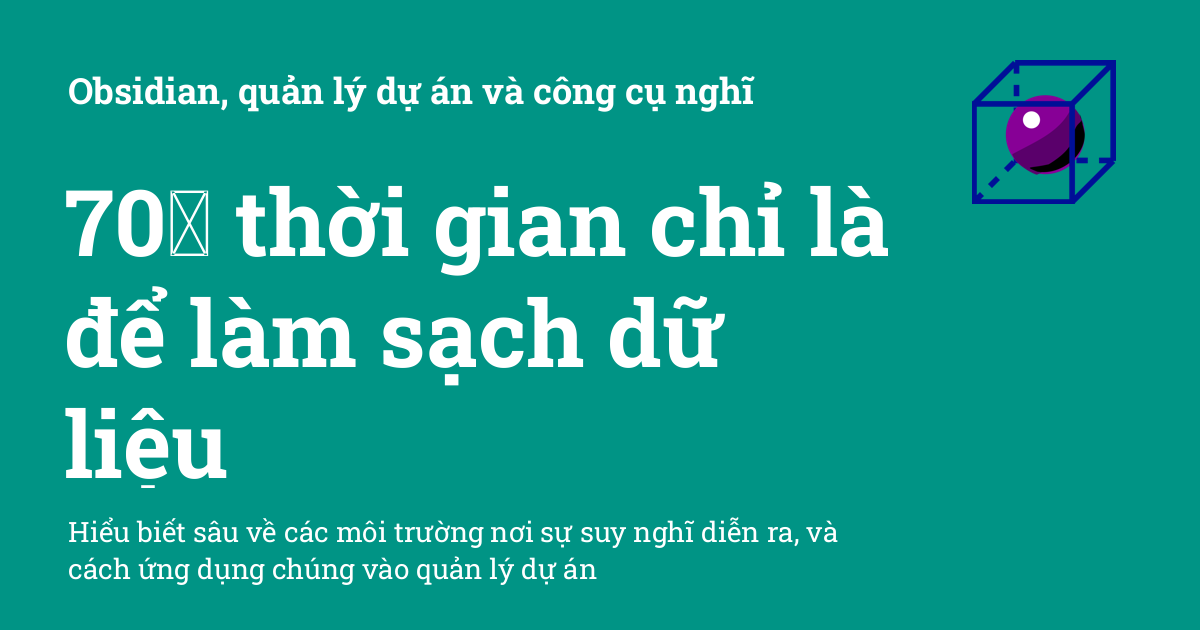 Obsidian, quản lý dự án và công cụ nghĩ
70 thời gian chỉ là
để làm sạch dữ
liệu
Hiểu biết sâu về các môi trường nơi sự suy nghĩ diễn ra, và
cách ứng dụng chúng vào quản lý dự án